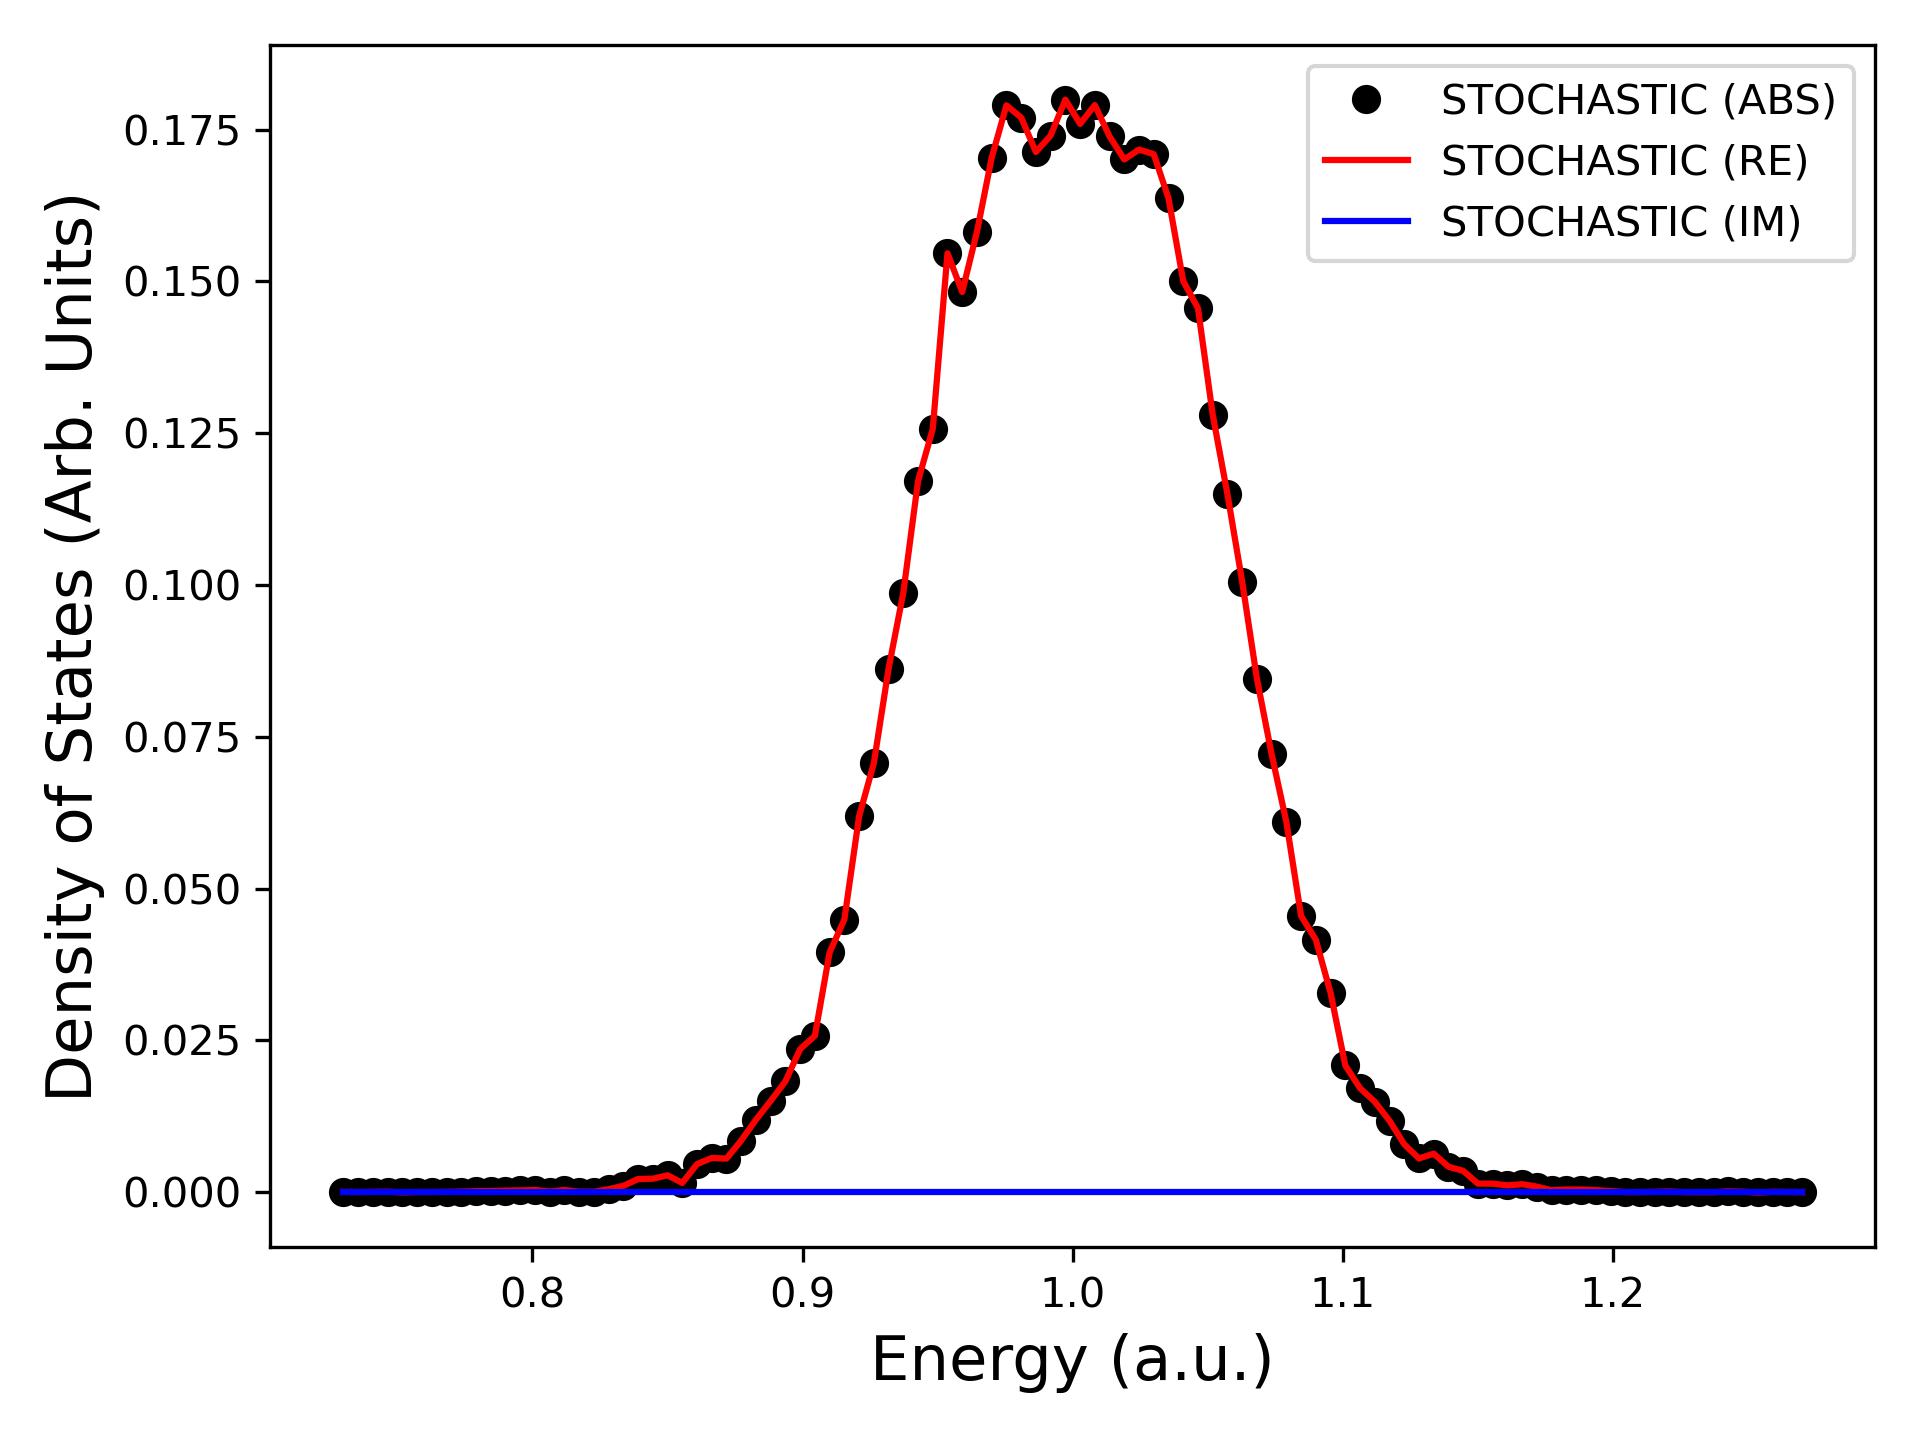 STOCHASTIC (ABS)
STOCHASTIC (RE)
STOCHASTIC (IM)
Density of States (Arb. Units)
0.175
0.150
0.125
0.100
0.075
0.050
0.025
0.000
0.8 0.9 1.0 1.1 1.2
Energy (a.u.)